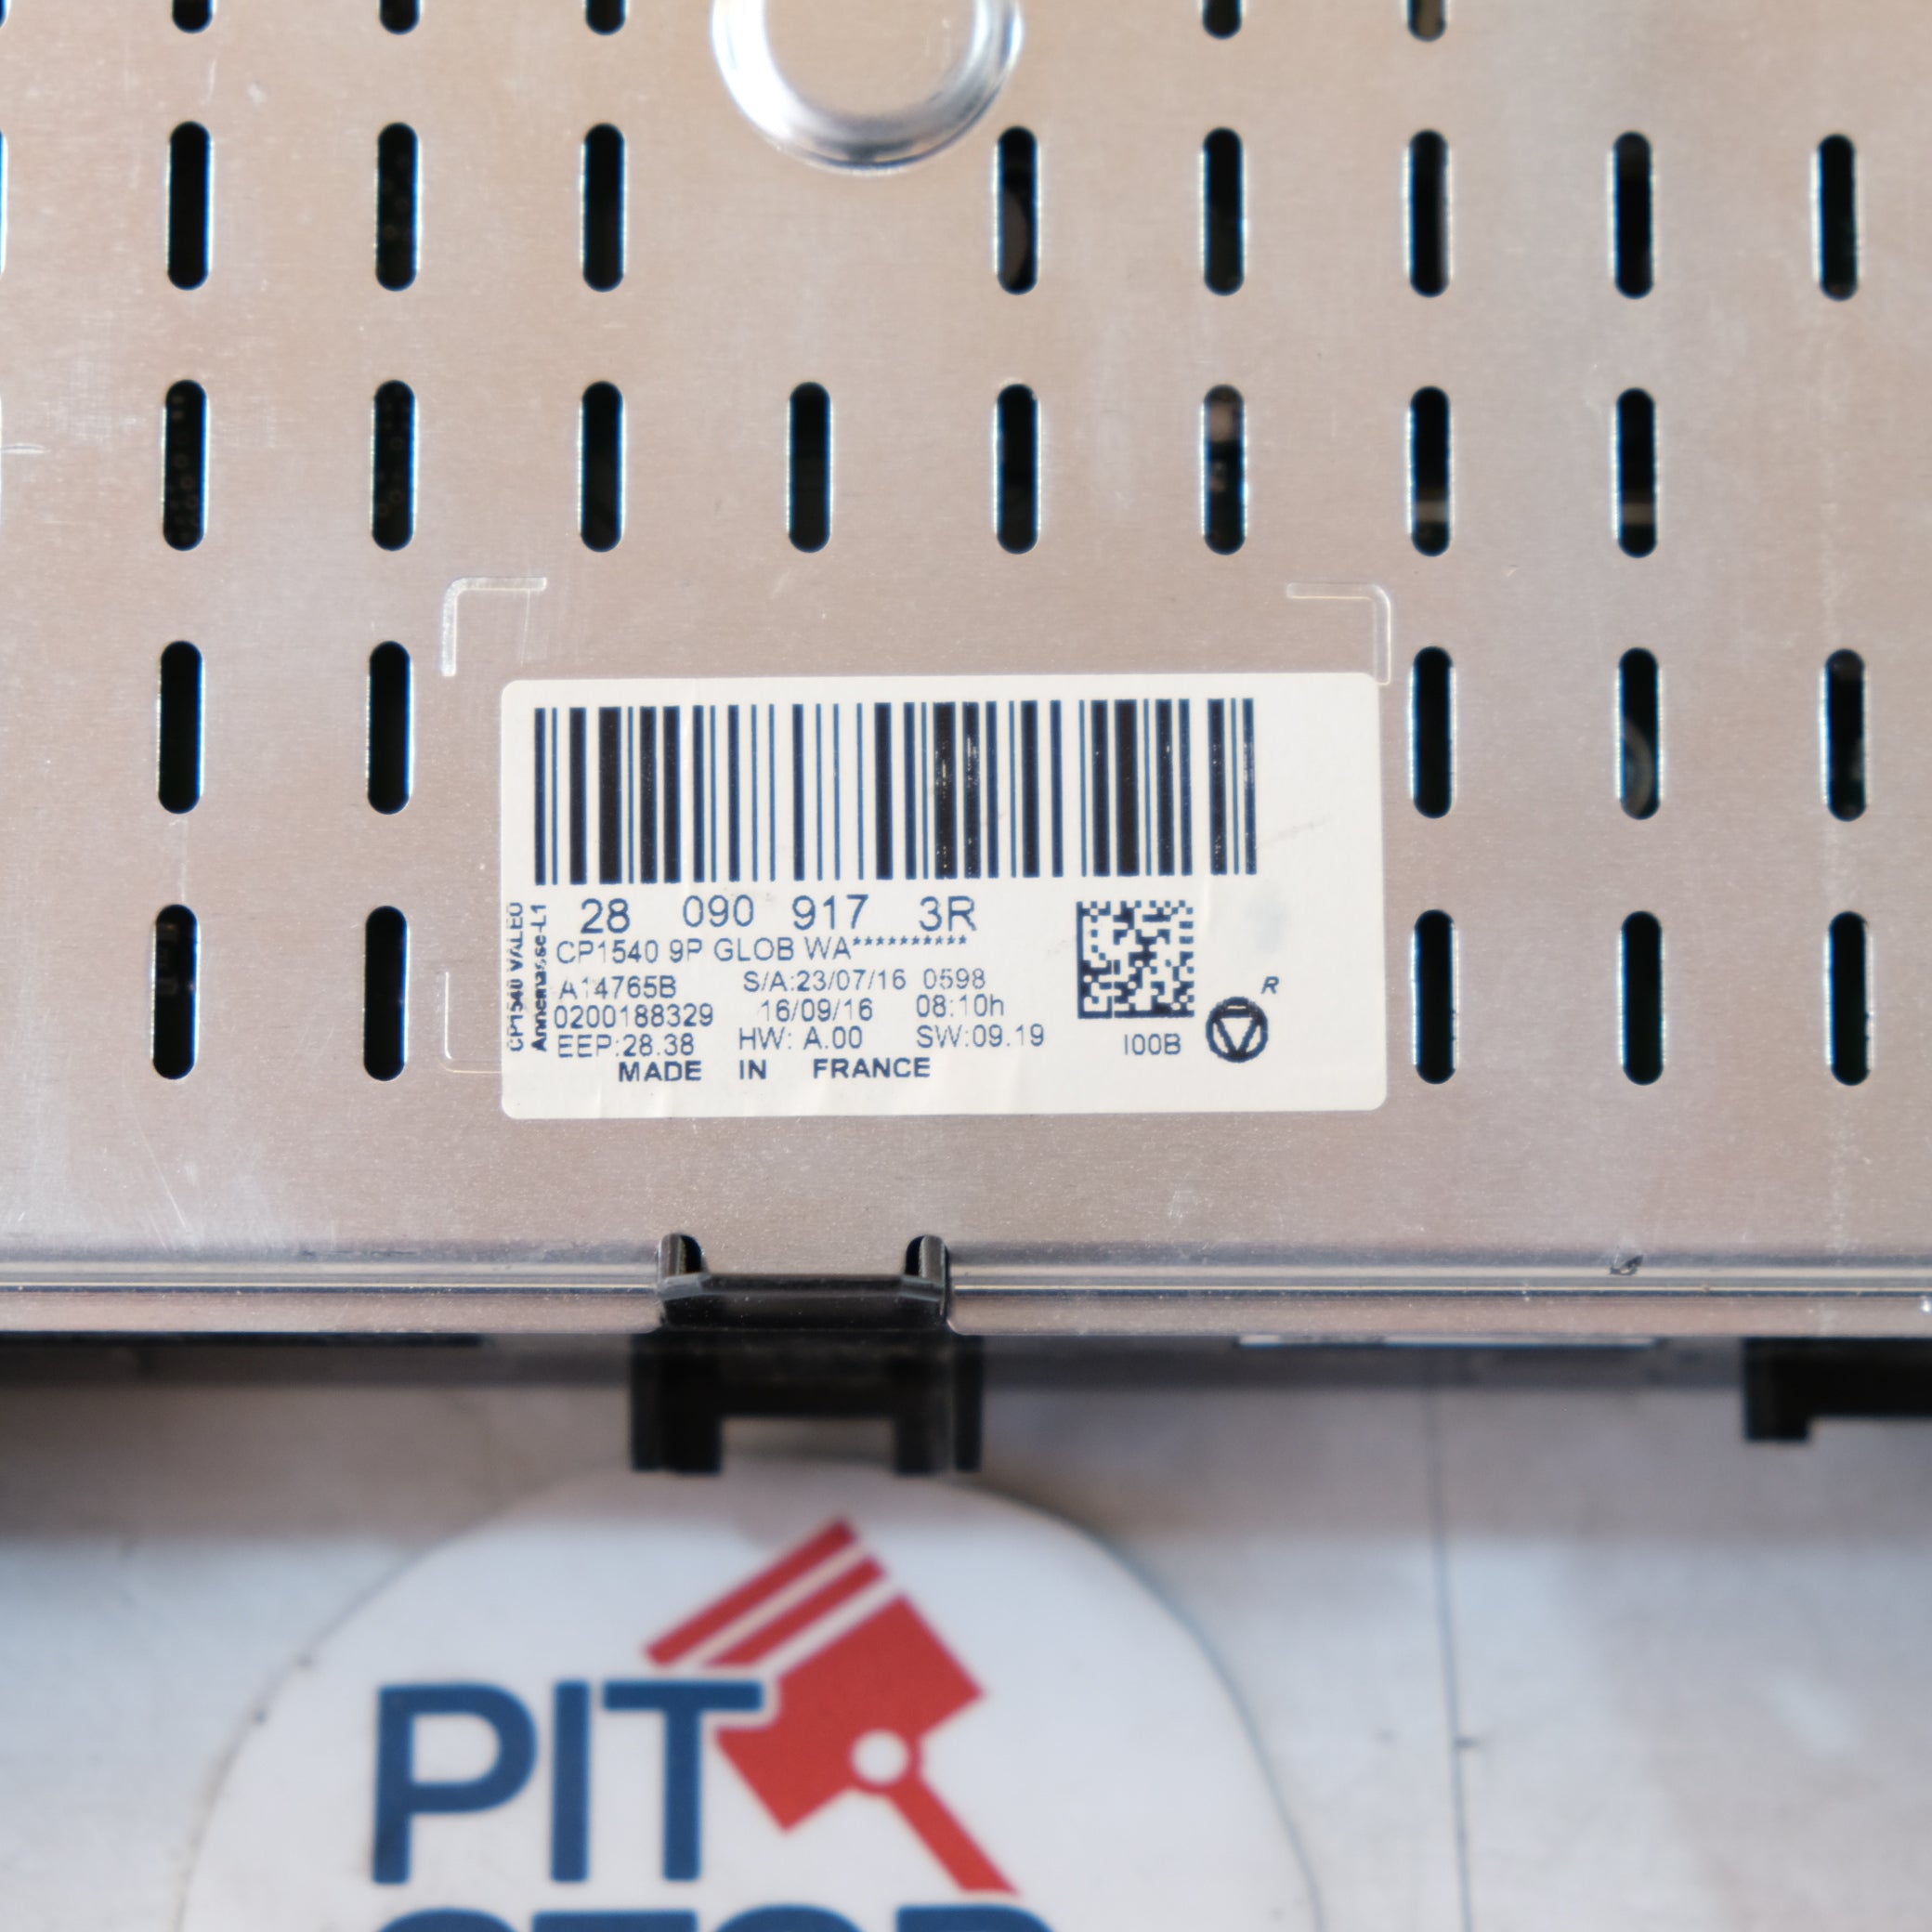 28 090 917 3R
CP1540 9P GLOB WA**********
A14765B S/A:23/07/16 0598
0200188329 16/09/16 08:10h
EEP:28.38 HW: A.00 SW:09.19
MADE IN FRANCE
CP1540 VALEO
Annemasse-L1
R
I00B
PIT
STOP